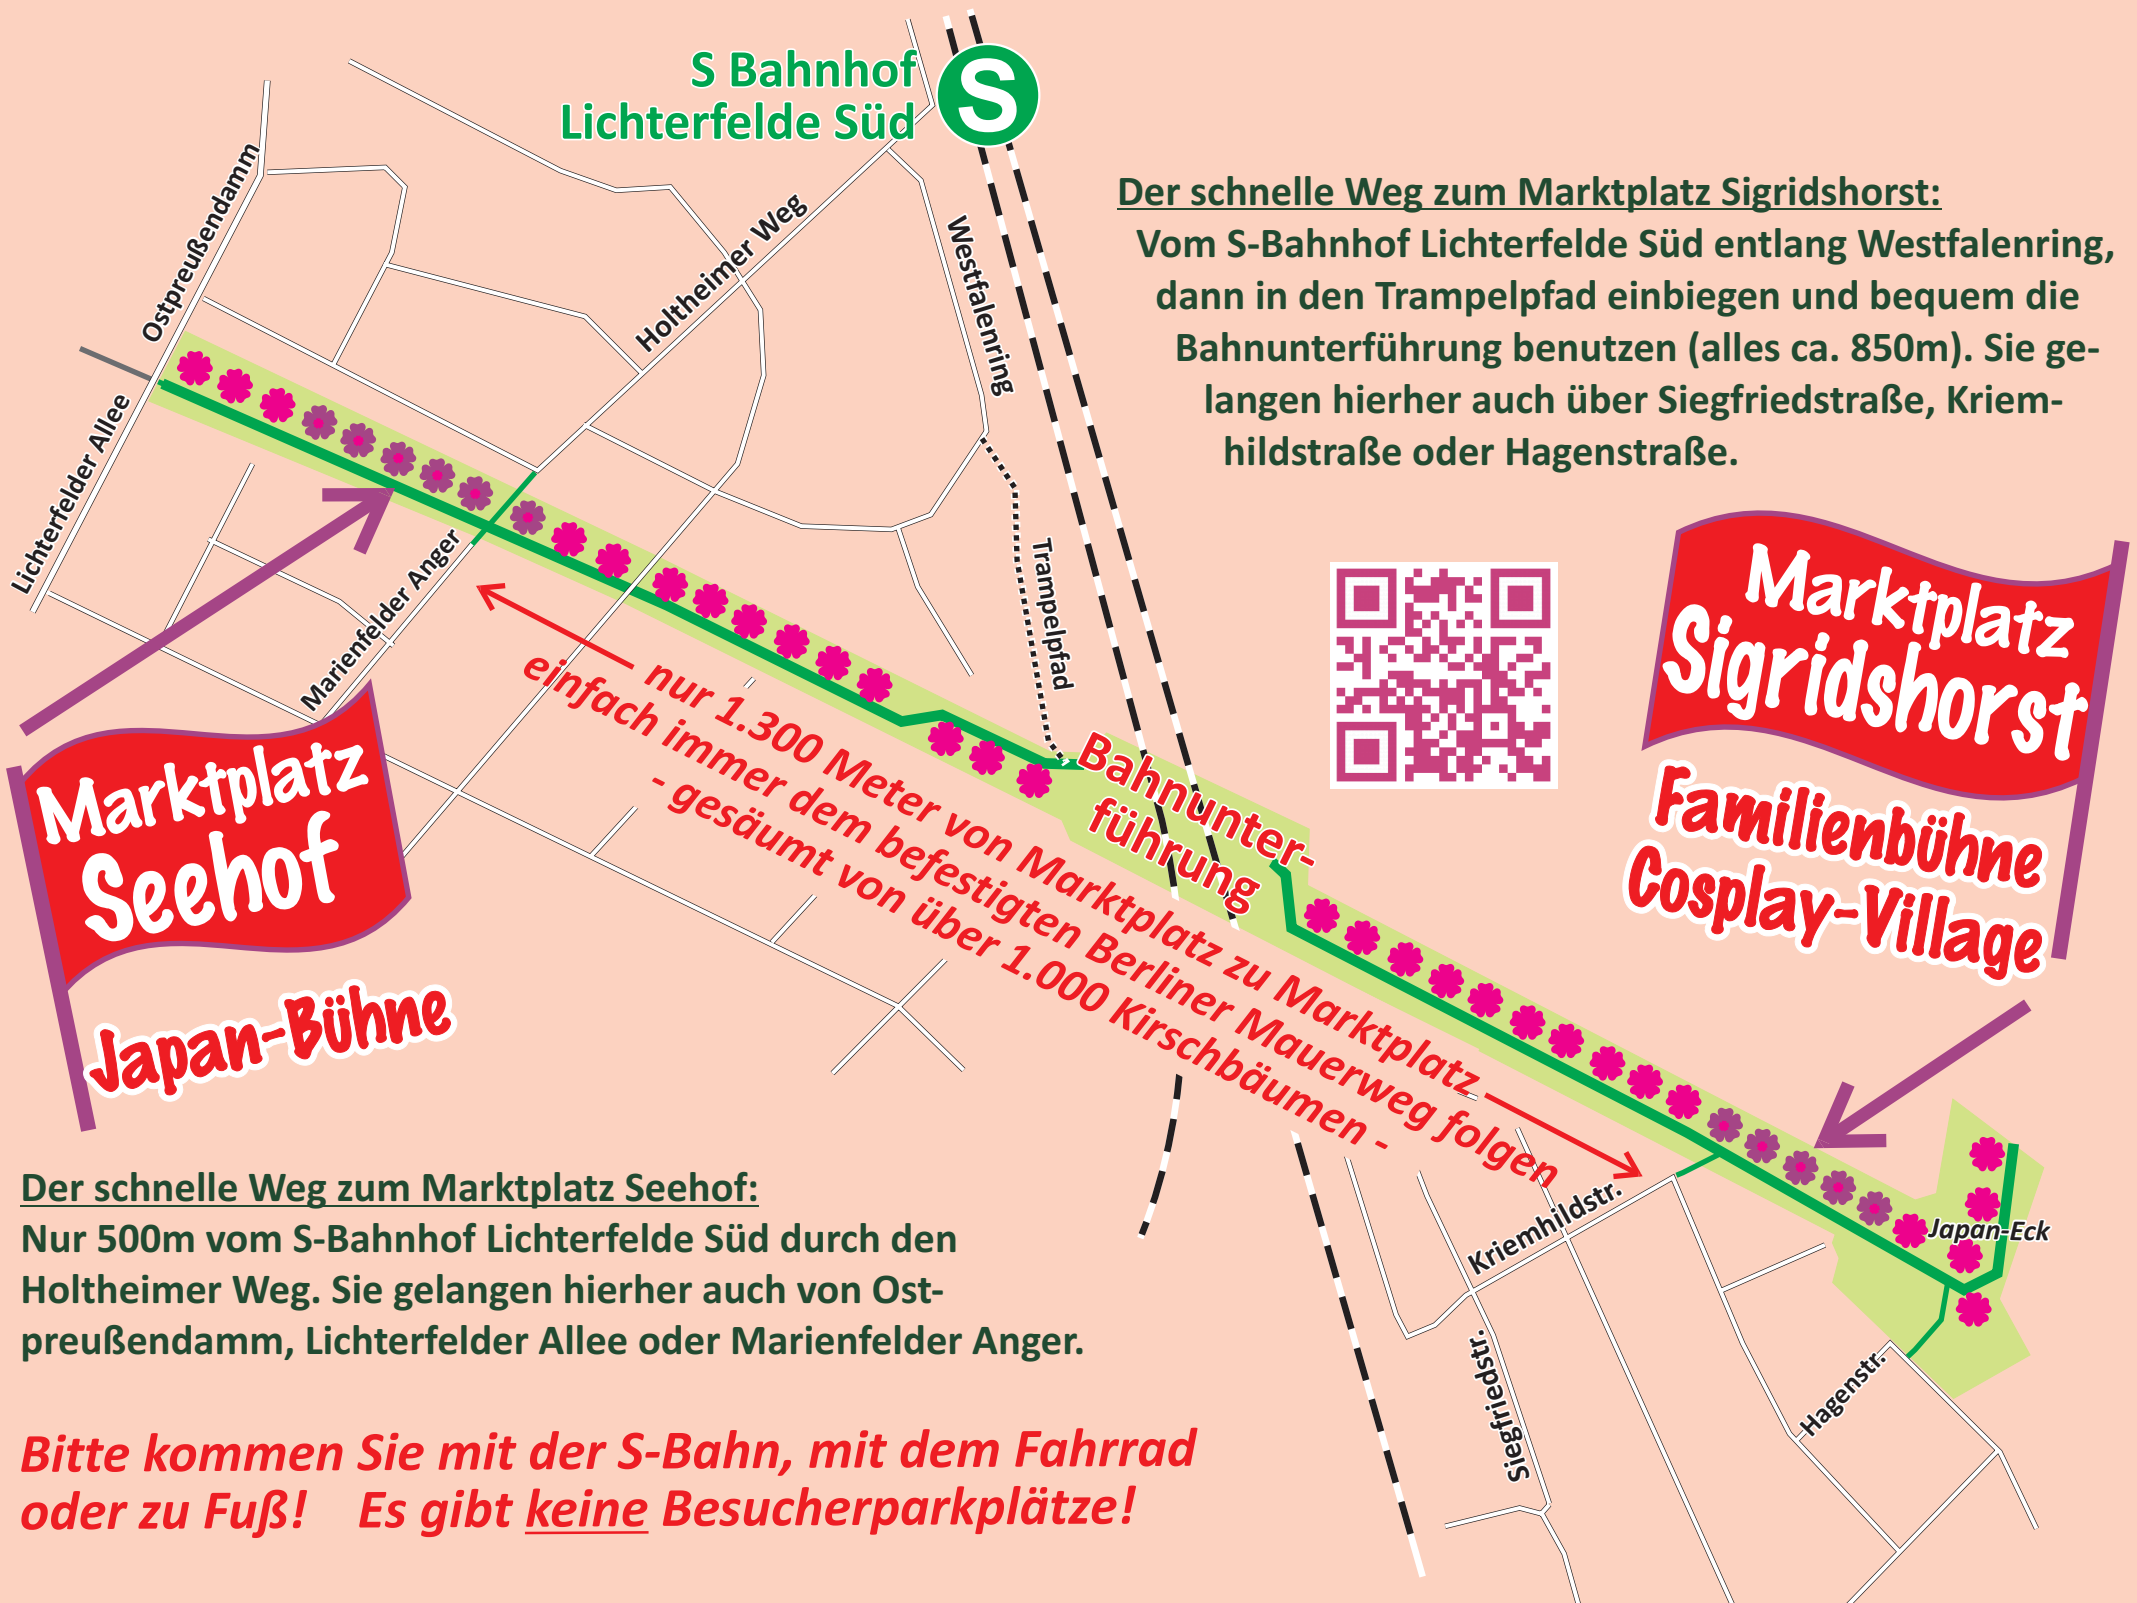 S Bahnhof
Lichterfelde Süd
S
Der schnelle Weg zum Marktplatz Sigridshorst:
Vom S-Bahnhof Lichterfelde Süd entlang Westfalenring,
dann in den Trampelpfad einbiegen und bequem die
Bahnunterführung benutzen (alles ca. 850m). Sie ge-
langen hierher auch über Siegfriedstraße, Kriem-
hildstraße oder Hagenstraße.
Ostpreußendamm
Lichterfelder Allee
Holtheimer Weg
Westfalenring
Marienfelder Anger
Trampelpfad
Marktplatz
Sigridshorst
Familienbühne
Cosplay-Village
Marktplatz
Seehof
Japan-Bühne
Bahnunter-
führung
nur 1.300 Meter von Marktplatz zu Marktplatz
einfach immer dem befestigten Berliner Mauerweg folgen
- gesäumt von über 1.000 Kirschbäumen -
Japan-Eck
Kriemhildstr.
Siegfriedstr.
Hagenstr.
Der schnelle Weg zum Marktplatz Seehof:
Nur 500m vom S-Bahnhof Lichterfelde Süd durch den
Holtheimer Weg. Sie gelangen hierher auch von Ost-
preußendamm, Lichterfelder Allee oder Marienfelder Anger.
Bitte kommen Sie mit der S-Bahn, mit dem Fahrrad
oder zu Fuß! Es gibt keine Besucherparkplätze!